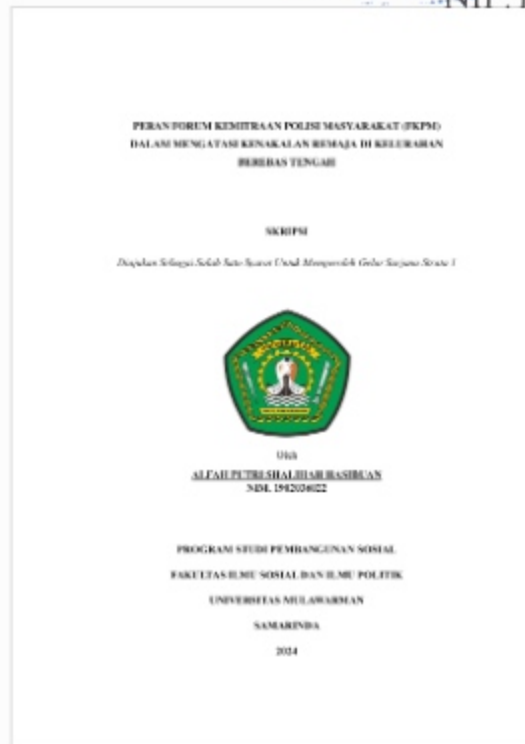 PERAN FORUM KEMITRAAN POLISI MASYARAKAT (FKPM)
DALAM MENGATASI KENAKALAN REMAJA DI KELURAHAN
BEREBAS TENGAH
SKRIPSI
Diajukan Sebagai Salah Satu Syarat Untuk Memperoleh Gelar Sarjana Strata 1
Oleh
ALFAH PUTRI SHALIHAH HASIBUAN
NIM. 1902036022
PROGRAM STUDI PEMBANGUNAN SOSIAL
FAKULTAS ILMU SOSIAL DAN ILMU POLITIK
UNIVERSITAS MULAWARMAN
SAMARINDA
2024